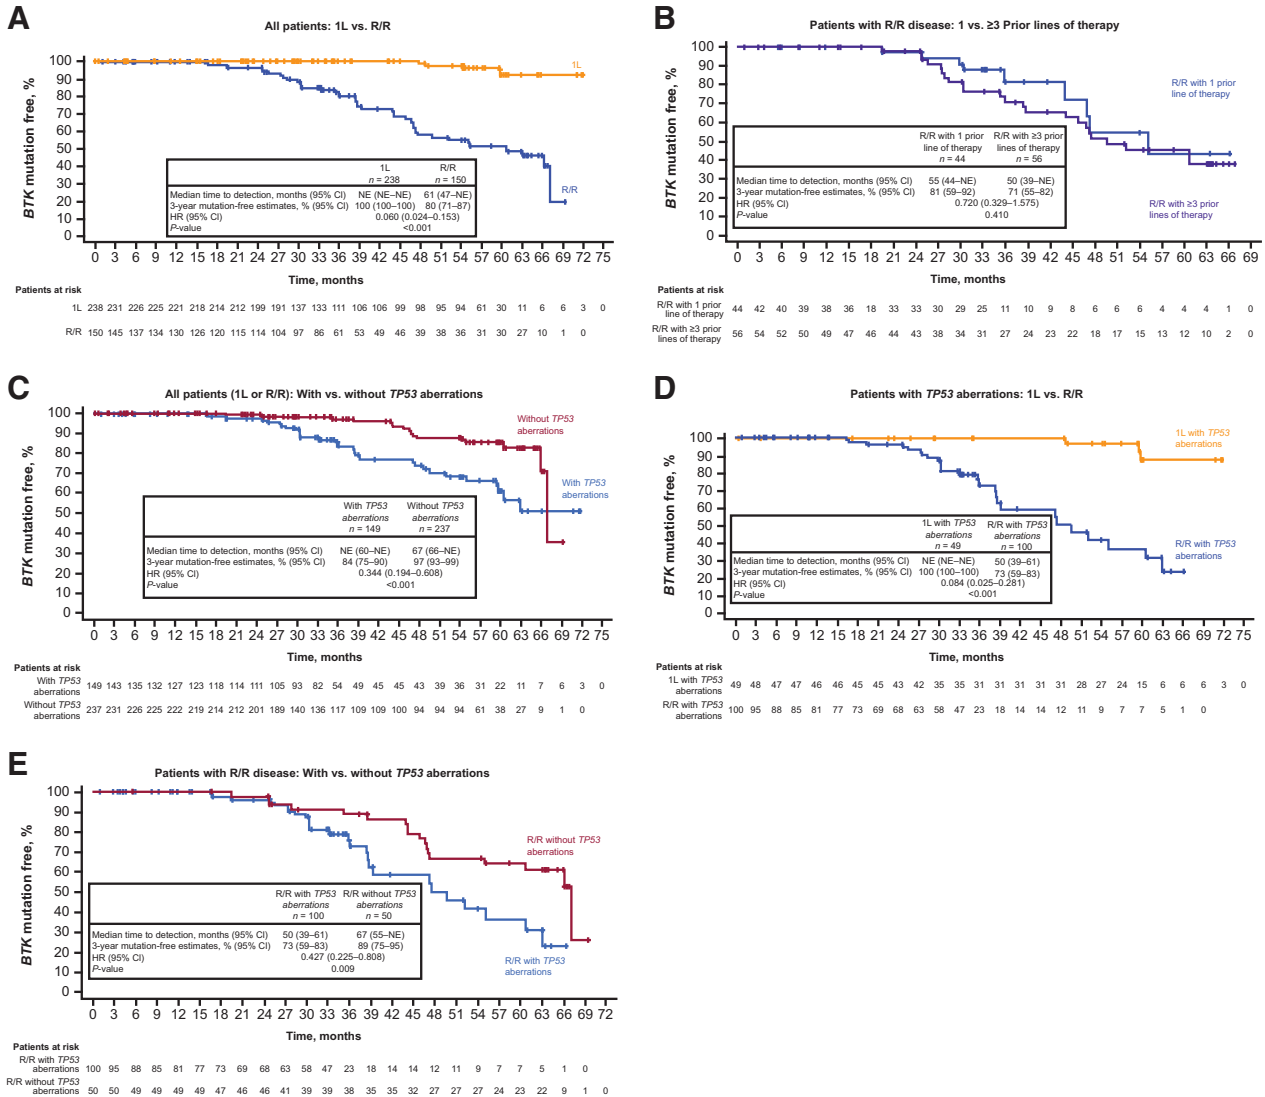 A
All patients: 1L vs. R/R
BTK mutation free, %
100
90
80
70
60
50
40
30
20
10
0
1L
R/R
1L R/R
n = 238 n = 150
Median time to detection, months (95% CI) NE (NE–NE) 61 (47–NE)
3-year mutation-free estimates, % (95% CI) 100 (100–100) 80 (71–87)
HR (95% CI) 0.060 (0.024–0.153)
P-value <0.001
0 3 6 9 12 15 18 21 24 27 30 33 36 39 42 45 48 51 54 57 60 63 66 69 72 75
Time, months
Patients at risk
1L 238 231 226 225 221 218 214 212 199 191 137 133 111 106 106 99 98 95 94 61 30 11 6 6 3 0
R/R 150 145 137 134 130 126 120 115 114 104 97 86 61 53 49 46 39 38 36 31 30 27 10 1 0
B
Patients with R/R disease: 1 vs. ≥3 Prior lines of therapy
BTK mutation free, %
100
90
80
70
60
50
40
30
20
10
0
R/R with 1 prior
line of therapy
R/R with ≥3 prior
lines of therapy
R/R with 1 prior R/R with ≥3 prior
line of therapy lines of therapy
n = 44 n = 56
Median time to detection, months (95% CI) 55 (44–NE) 50 (39–NE)
3-year mutation-free estimates, % (95% CI) 81 (59–92) 71 (55–82)
HR (95% CI) 0.720 (0.329–1.575)
P-value 0.410
0 3 6 9 12 15 18 21 24 27 30 33 36 39 42 45 48 51 54 57 60 63 66 69
Time, months
Patients at risk
R/R with 1 prior
line of therapy 44 42 40 39 38 36 18 33 33 30 29 25 11 10 9 8 6 6 6 4 4 4 1 0
R/R with ≥3 prior
lines of therapy 56 54 52 50 49 47 46 44 43 38 34 31 27 24 23 22 18 17 15 13 12 10 2 0
C
All patients (1L or R/R): With vs. without TP53 aberrations
BTK mutation free, %
100
90
80
70
60
50
40
30
20
10
0
Without TP53
aberrations
With TP53
aberrations
With TP53 Without TP53
aberrations aberrations
n = 149 n = 237
Median time to detection, months (95% CI) NE (60–NE) 67 (66–NE)
3-year mutation-free estimates, % (95% CI) 84 (75–90) 97 (93–99)
HR (95% CI) 0.344 (0.194–0.608)
P-value <0.001
0 3 6 9 12 15 18 21 24 27 30 33 36 39 42 45 48 51 54 57 60 63 66 69 72 75
Time, months
Patients at risk
With TP53
aberrations 149 143 135 132 127 123 118 114 111 105 93 82 54 49 45 45 43 39 36 31 22 11 7 6 3 0
Without TP53
aberrations 237 231 226 225 222 219 214 212 201 189 140 136 117 109 109 100 94 94 94 61 38 27 9 1 0
D
Patients with TP53 aberrations: 1L vs. R/R
BTK mutation free, %
100
90
80
70
60
50
40
30
20
10
0
1L with TP53
aberrations
R/R with TP53
aberrations
1L with TP53 R/R with TP53
aberrations aberrations
n = 49 n = 100
Median time to detection, months (95% CI) NE (NE–NE) 50 (39–61)
3-year mutation-free estimates, % (95% CI) 100 (100–100) 73 (59–83)
HR (95% CI) 0.084 (0.025–0.281)
P-value <0.001
0 3 6 9 12 15 18 21 24 27 30 33 36 39 42 45 48 51 54 57 60 63 66 69 72 75
Time, months
Patients at risk
1L with TP53
aberrations 49 48 47 47 46 46 45 45 43 42 35 35 31 31 31 31 31 28 27 24 15 6 6 6 3 0
R/R with TP53
aberrations 100 95 88 85 81 77 73 69 68 63 58 47 23 18 14 14 12 11 9 7 7 5 1 0
E
Patients with R/R disease: With vs. without TP53 aberrations
BTK mutation free, %
100
90
80
70
60
50
40
30
20
10
0
R/R without TP53
aberrations
R/R with TP53
aberrations
R/R with TP53 R/R without TP53
aberrations aberrations
n = 100 n = 50
Median time to detection, months (95% CI) 50 (39–61) 67 (55–NE)
3-year mutation-free estimates, % (95% CI) 73 (59–83) 89 (75–95)
HR (95% CI) 0.427 (0.225–0.808)
P-value 0.009
0 3 6 9 12 15 18 21 24 27 30 33 36 39 42 45 48 51 54 57 60 63 66 69 72
Time, months
Patients at risk
R/R with TP53
aberrations 100 95 88 85 81 77 73 69 68 63 58 47 23 18 14 14 12 11 9 7 7 5 1 0
R/R without TP53
aberrations 50 50 49 49 49 49 47 46 46 41 39 39 38 35 35 32 27 27 27 24 23 22 9 1 0